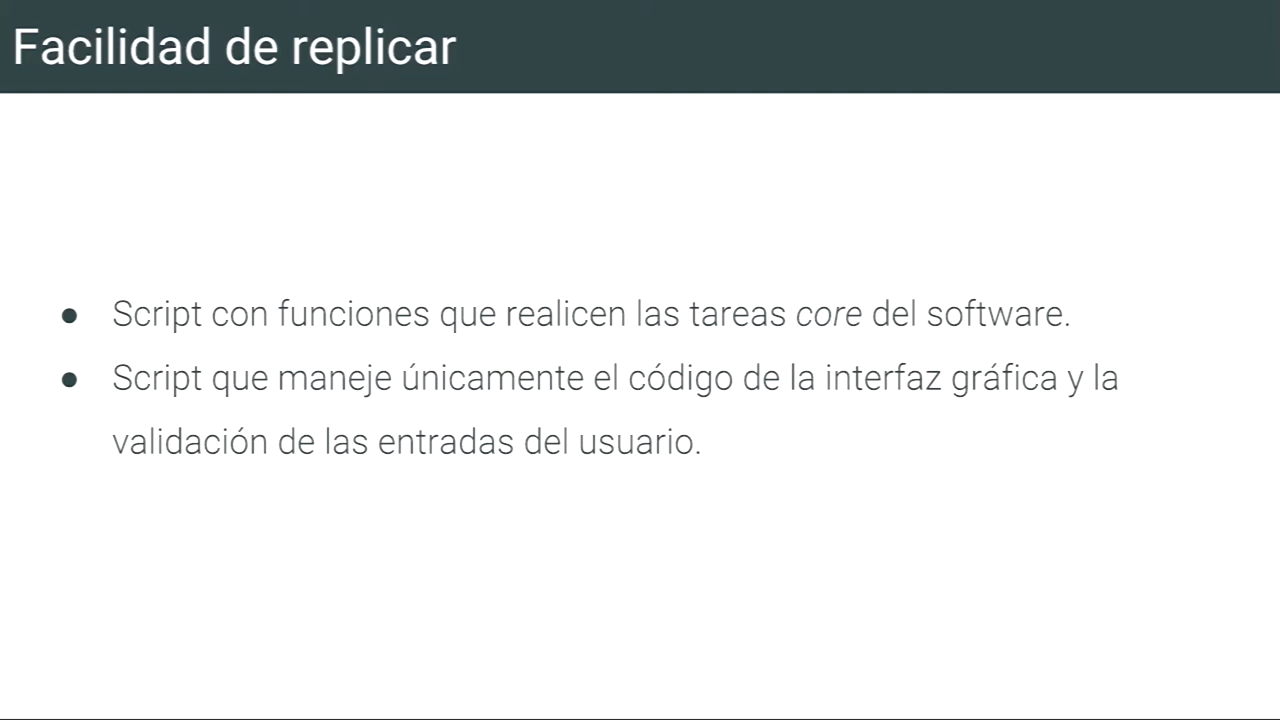 Facilidad de replicar
● Script con funciones que realicen las tareas core del software.
● Script que maneje únicamente el código de la interfaz gráfica y la
validación de las entradas del usuario.